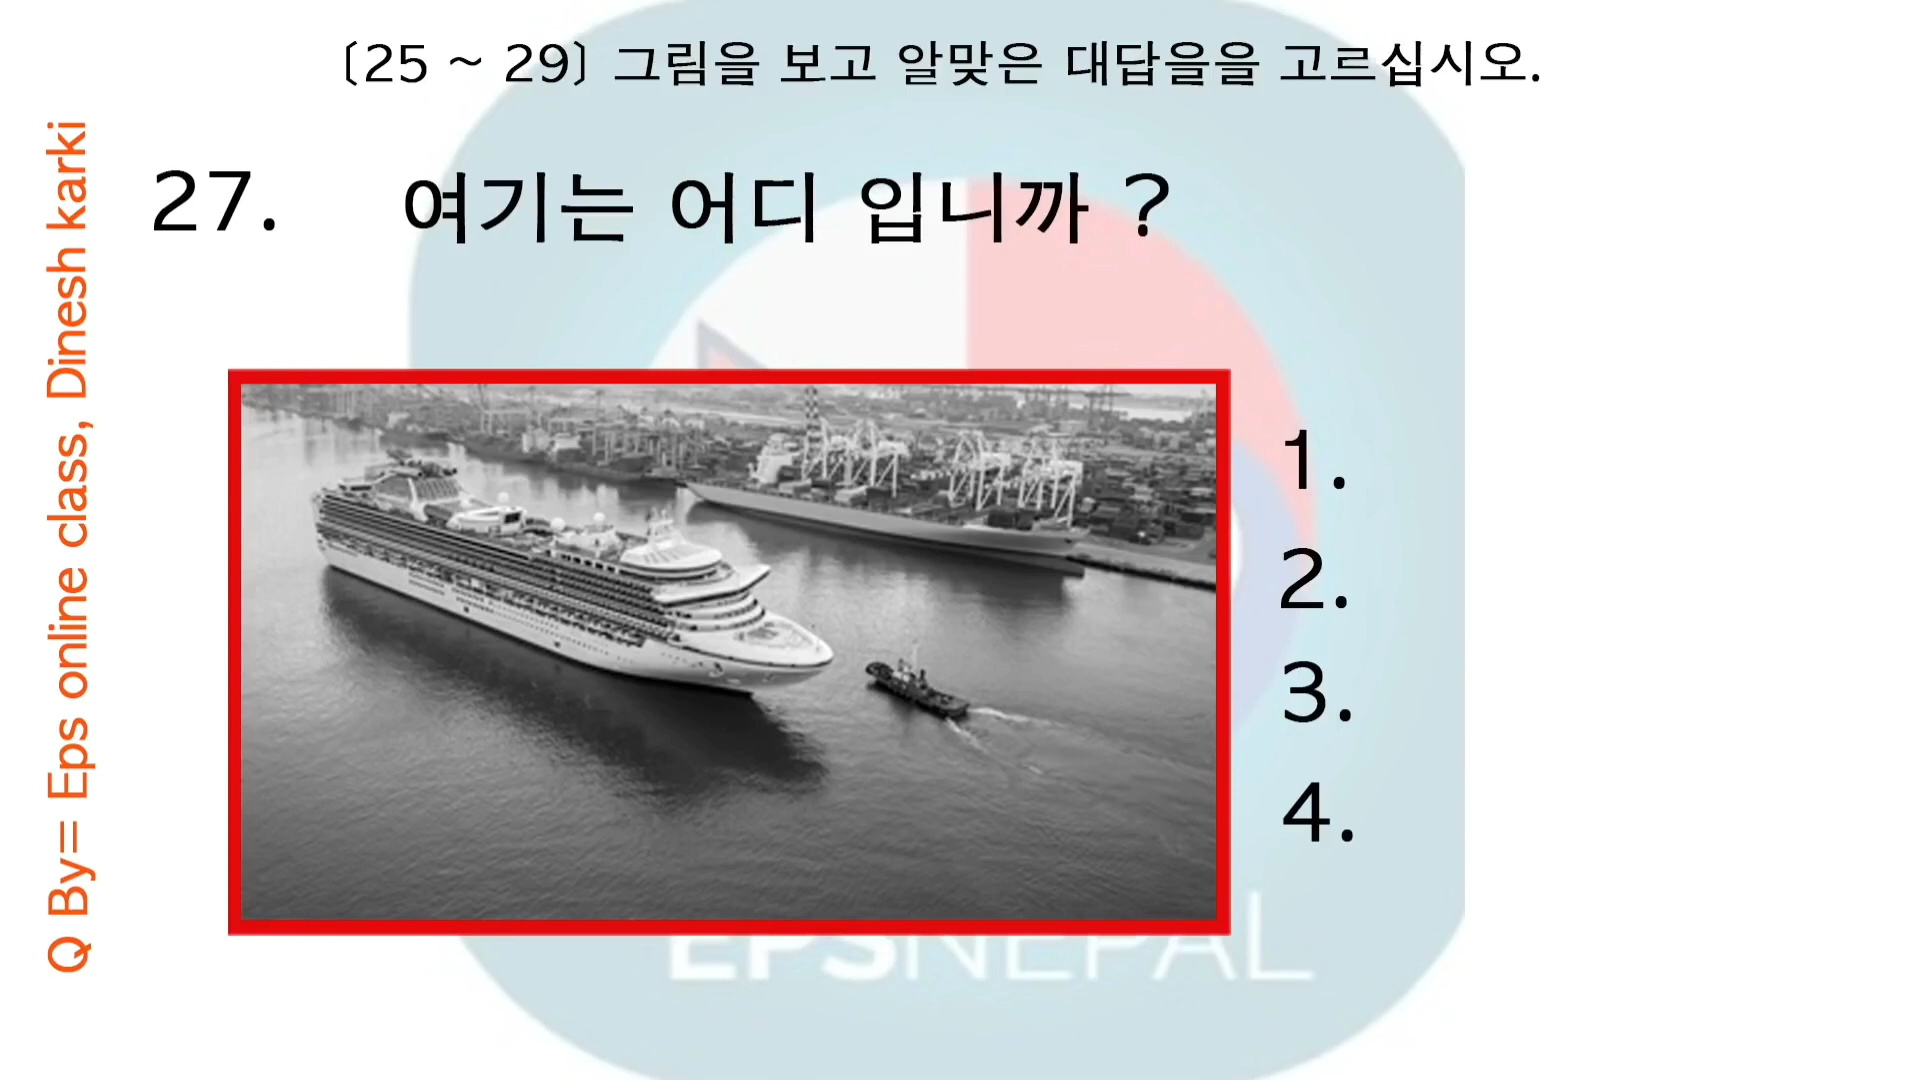 〔25 ~ 29〕 그림을 보고 알맞은 대답을을 고르십시오.
27. 여기는 어디 입니까 ?
1.
2.
3.
4.
Q By= Eps online class, Dinesh karki
EPSNEPAL